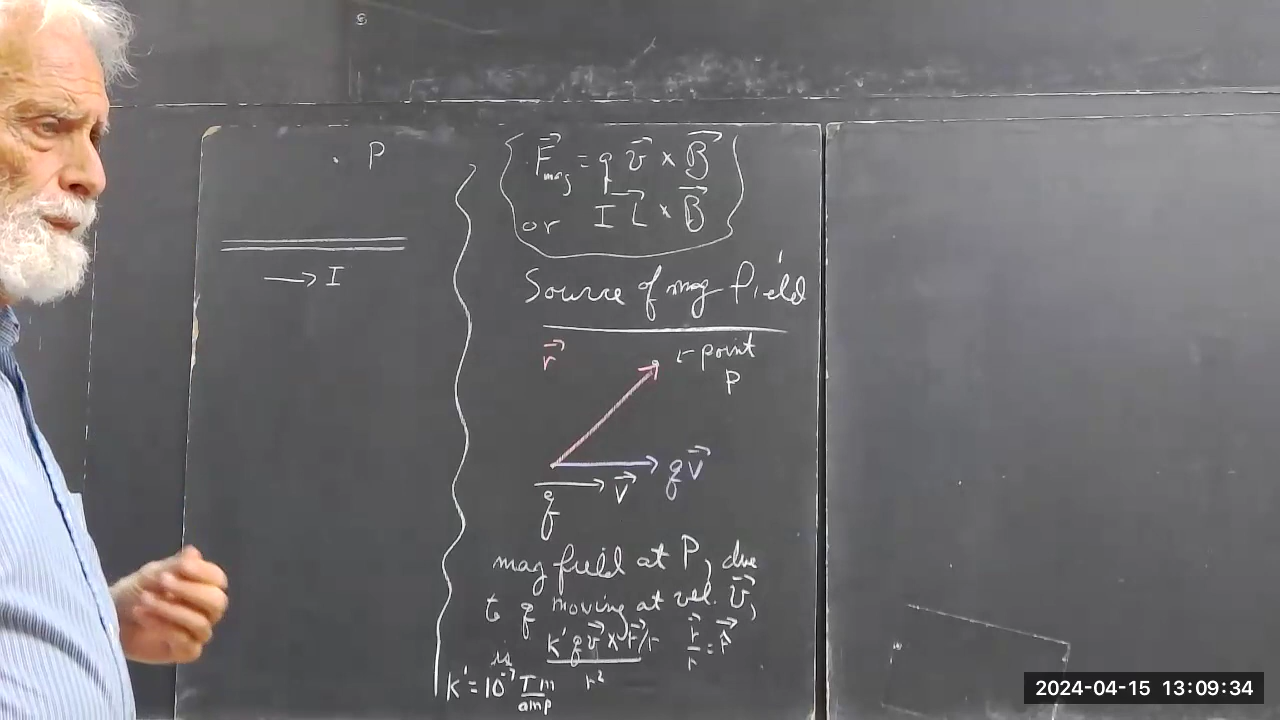 . P
→ I
F⃗mag = q v⃗ × B⃗
or I L⃗ × B⃗
Source of mag field
r⃗
← point
P
q v⃗
v⃗
q
mag field at P, due
to q moving at vel. v⃗,
is k' q v⃗ × (r⃗/r) / r²
r⃗/r = r̂
k' = 10⁻⁷ T m / amp
2024-04-15 13:09:34